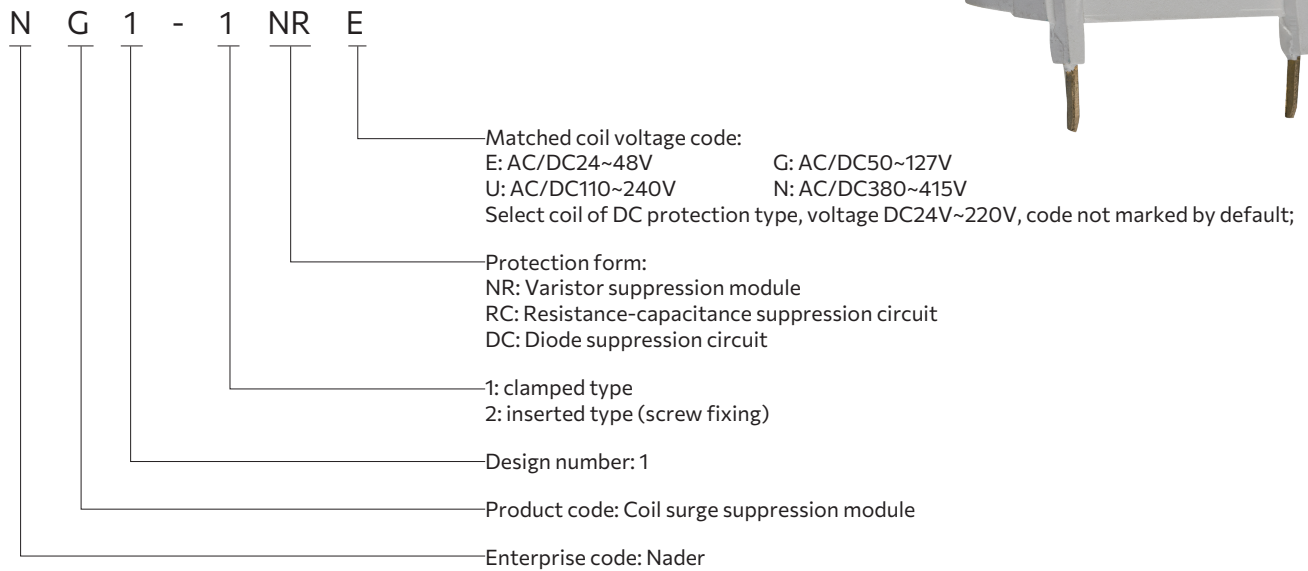 N G 1 - 1 NR E
Matched coil voltage code:
E: AC/DC24~48V G: AC/DC50~127V
U: AC/DC110~240V N: AC/DC380~415V
Select coil of DC protection type, voltage DC24V~220V, code not marked by default;
Protection form:
NR: Varistor suppression module
RC: Resistance-capacitance suppression circuit
DC: Diode suppression circuit
1: clamped type
2: inserted type (screw fixing)
Design number: 1
Product code: Coil surge suppression module
Enterprise code: Nader